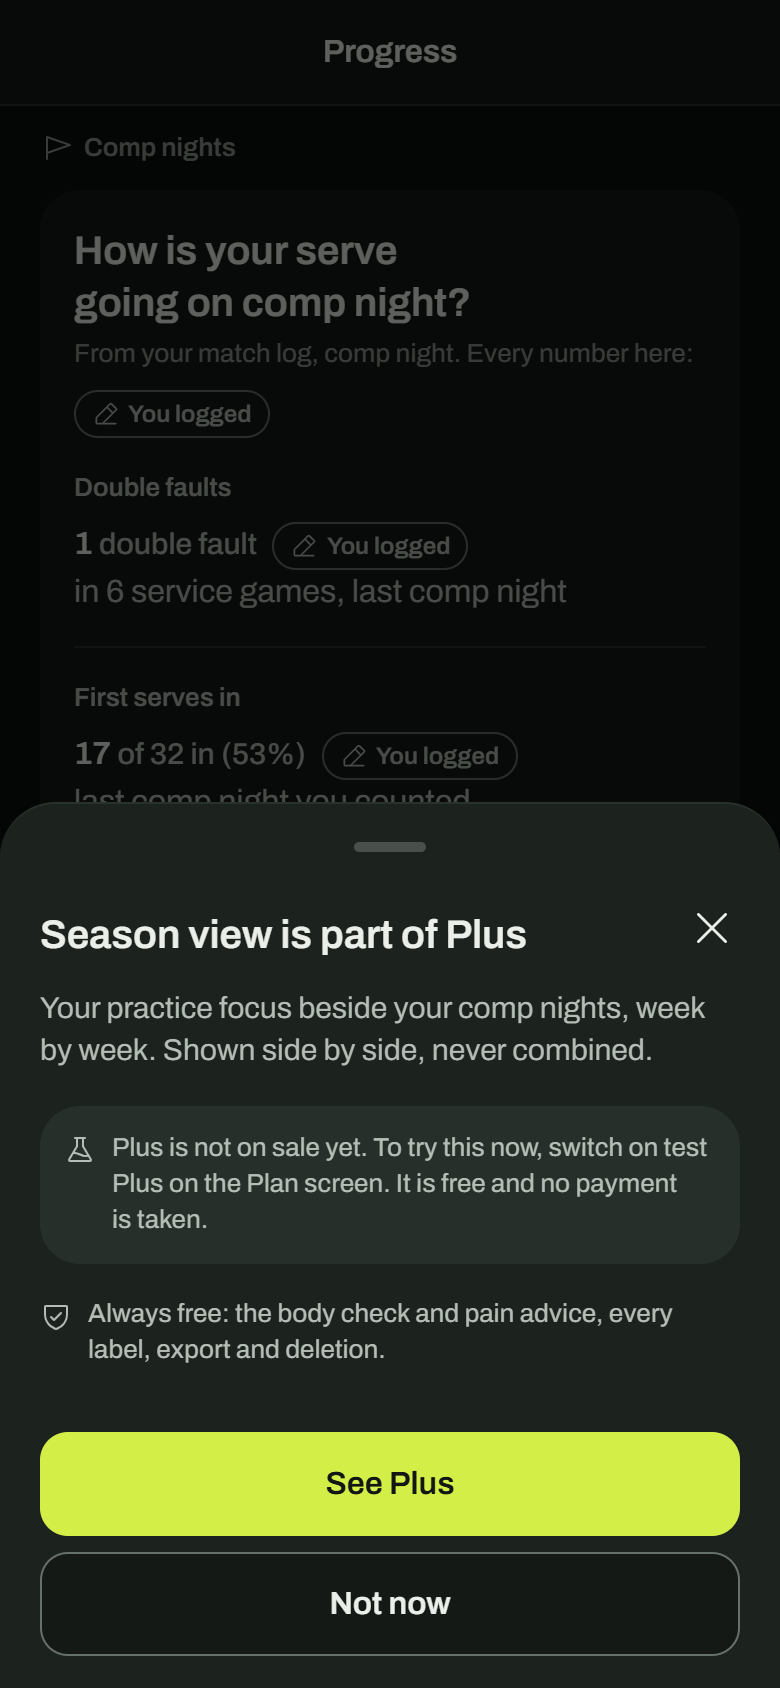 Progress
Comp nights
How is your serve
going on comp night?
From your match log, comp night. Every number here:
You logged
Double faults
1 double fault You logged
in 6 service games, last comp night
First serves in
17 of 32 in (53%) You logged
last comp night you counted
Season view is part of Plus
Your practice focus beside your comp nights, week
by week. Shown side by side, never combined.
Plus is not on sale yet. To try this now, switch on test
Plus on the Plan screen. It is free and no payment
is taken.
Always free: the body check and pain advice, every
label, export and deletion.
See Plus
Not now